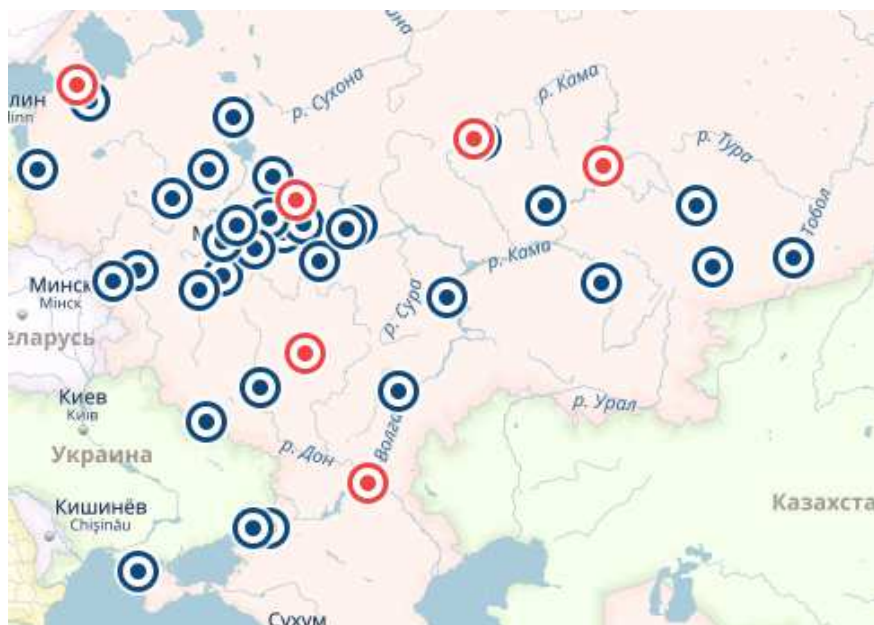 р. Сухона
р. Кама
лин
linn
р. Тура
Тобол
М
Минск
Мінск
р. Кама
р. Сура
еларусь
Киев
Київ
р. Урал
Украина
р. Дон
Волга
Кишинёв
Chişinău
Казахста
Сухум